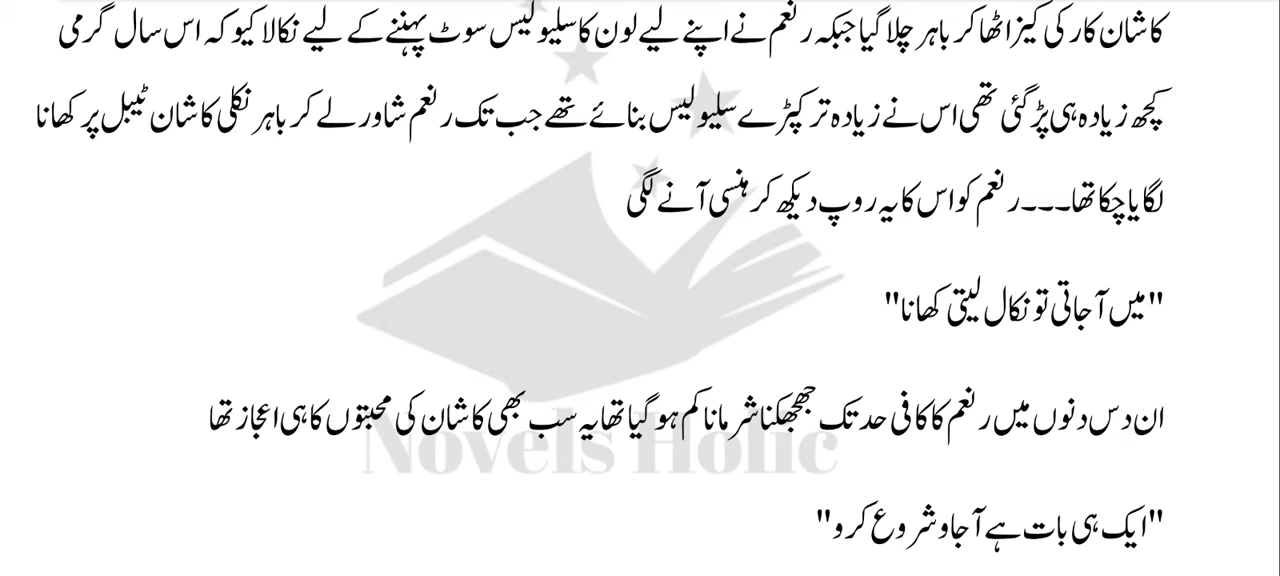 کاشان کار کی کیز اٹھا کر باہر چلا گیا جبکہ رنعم نے اپنے لیے لون کا سلیولیس سوٹ پہننے کے لیے نکالا کیو کہ اس سال گرمی
کچھ زیادہ ہی پڑ گئی تھی اس نے زیادہ تر کپڑے سلیولیس بنائے تھے جب تک رنعم شاور لے کر باہر نکلی کاشان ٹیبل پر کھانا
لگایا چکا تھا۔۔۔ رنعم کو اس کا یہ روپ دیکھ کر ہنسی آنے لگی
"میں آ جاتی تو نکال لیتی کھانا"
ان دس دنوں میں رنعم کا کافی حد تک جھجھکنا شرمانا کم ہو گیا تھا یہ سب بھی کاشان کی محبتوں کا ہی اعجاز تھا
Novels Holic
"ایک ہی بات ہے آجاو شروع کرو"